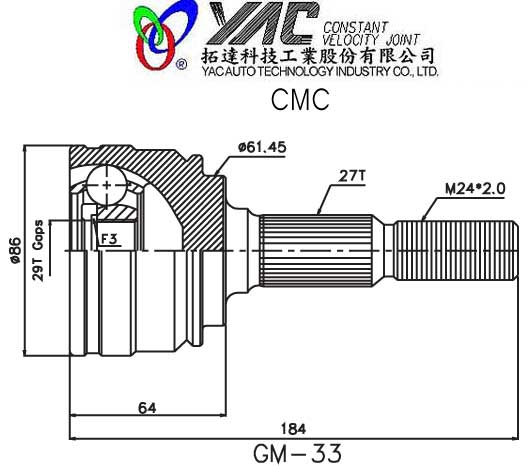 YAC CONSTANT
VELOCITY JOINT
®
拓達科技工業股份有限公司
YAC AUTO TECHNOLOGY INDUSTRY CO., LTD.
CMC
ø61.45
27T
M24*2.0
ø86
29T Gaps
F3
64
184
GM-33